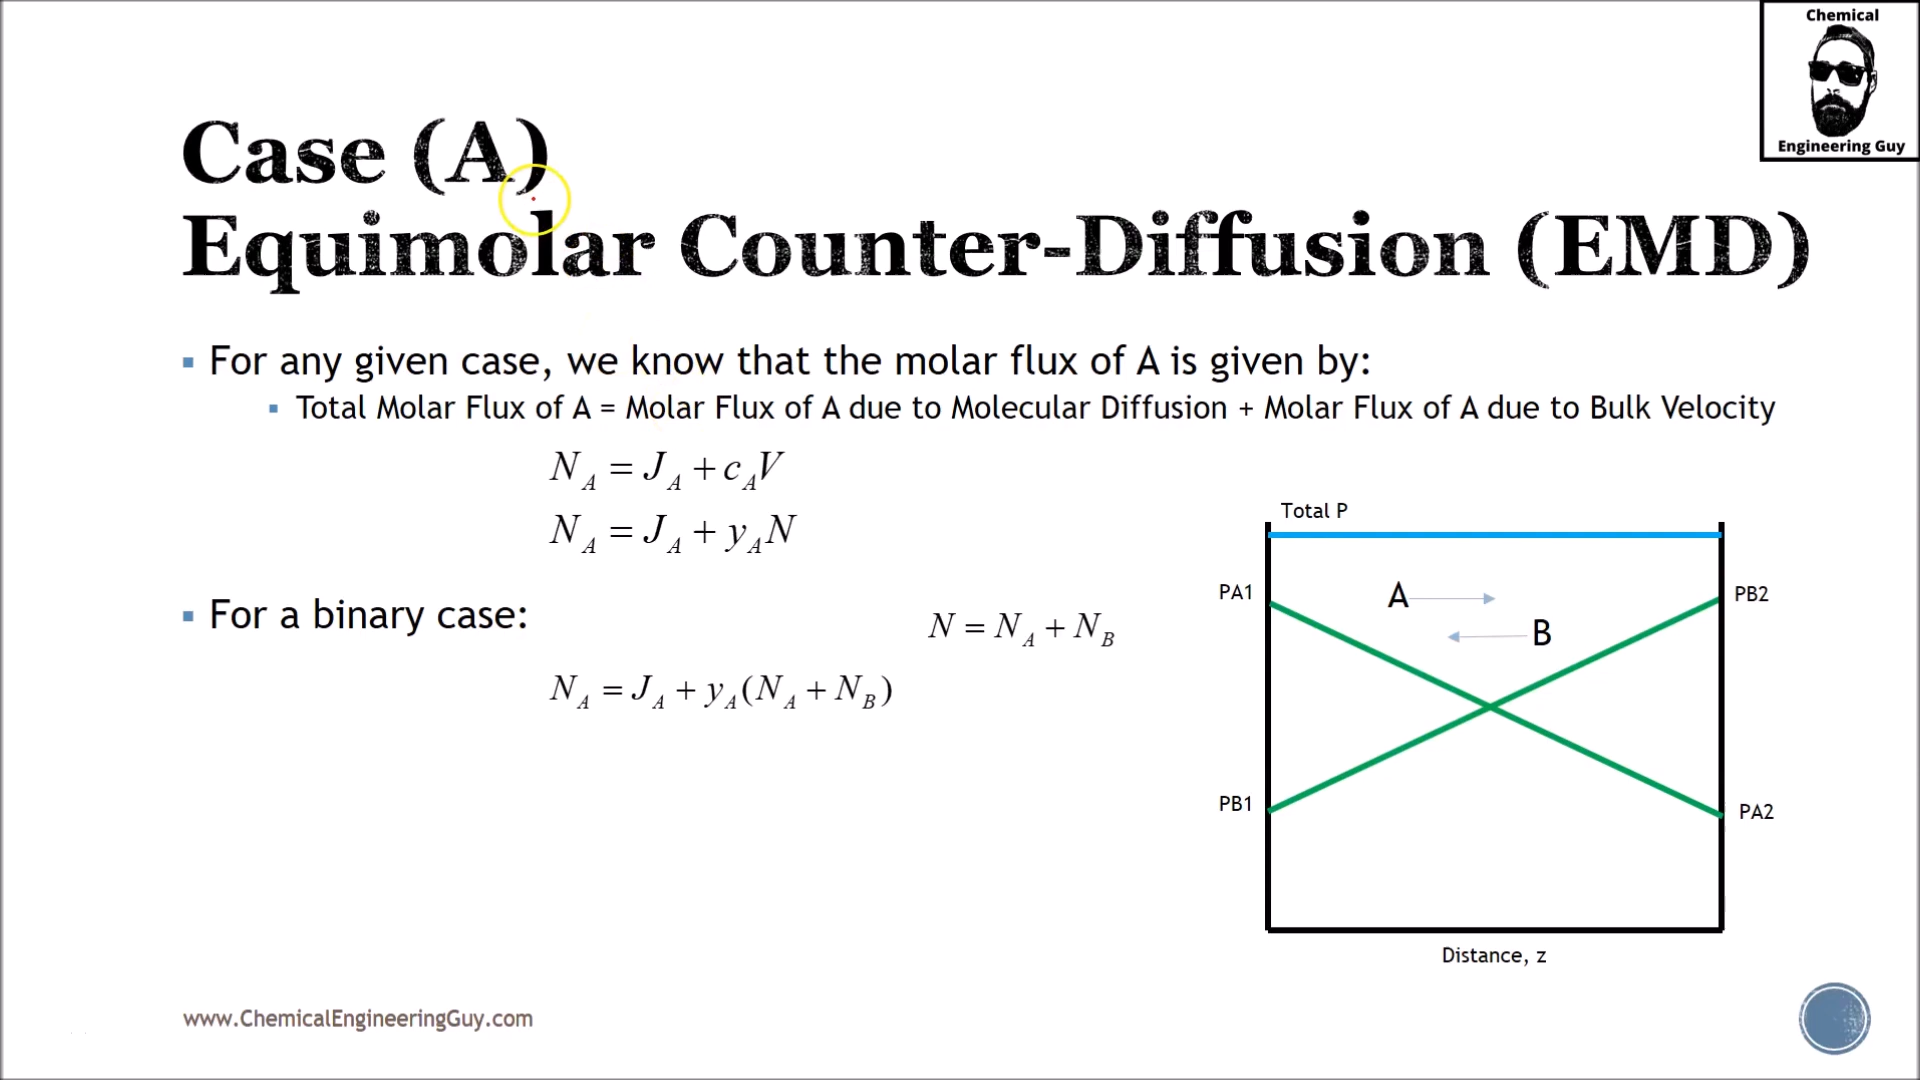 Chemical
Engineering Guy
Case (A)
Equimolar Counter-Diffusion (EMD)
▪ For any given case, we know that the molar flux of A is given by:
▪ Total Molar Flux of A = Molar Flux of A due to Molecular Diffusion + Molar Flux of A due to Bulk Velocity
N_A = J_A + c_A V
N_A = J_A + y_A N
▪ For a binary case:
N = N_A + N_B
N_A = J_A + y_A (N_A + N_B)
Total P
PA1
A
PB2
B
PB1
PA2
Distance, z
www.ChemicalEngineeringGuy.com